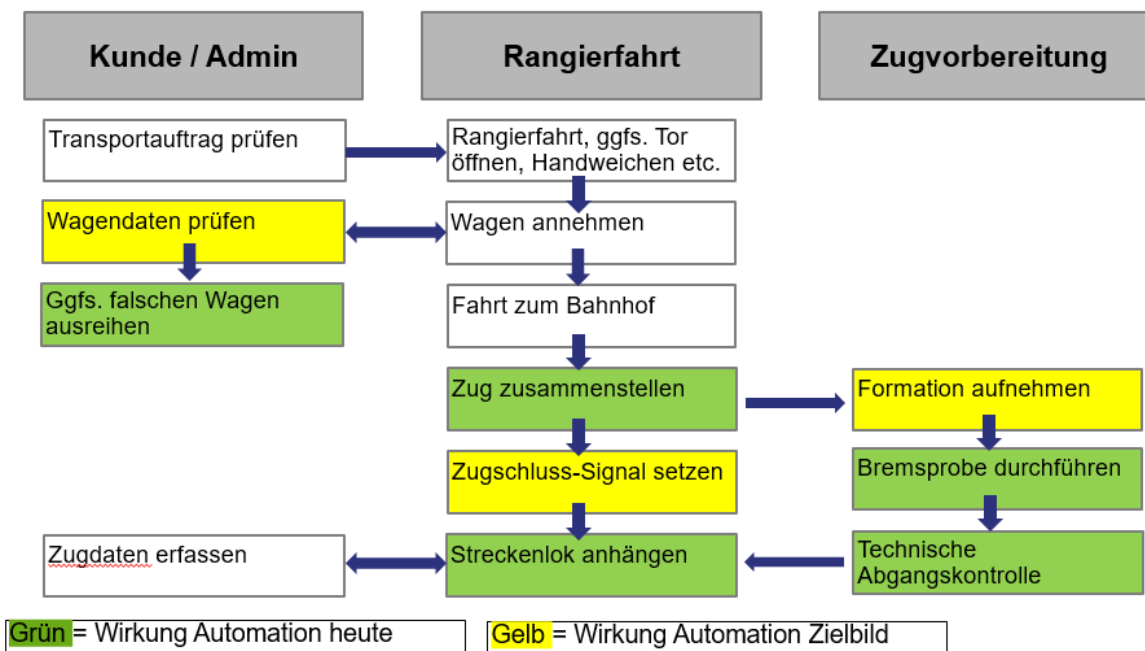 Kunde / Admin
Rangierfahrt
Zugvorbereitung
Transportauftrag prüfen
Rangierfahrt, ggfs. Tor
öffnen, Handweichen etc.
Wagendaten prüfen
Wagen annehmen
Ggfs. falschen Wagen
ausreihen
Fahrt zum Bahnhof
Zug zusammenstellen
Formation aufnehmen
Zugschluss-Signal setzen
Bremsprobe durchführen
Zugdaten erfassen
Streckenlok anhängen
Technische
Abgangskontrolle
Grün = Wirkung Automation heute
Gelb = Wirkung Automation Zielbild